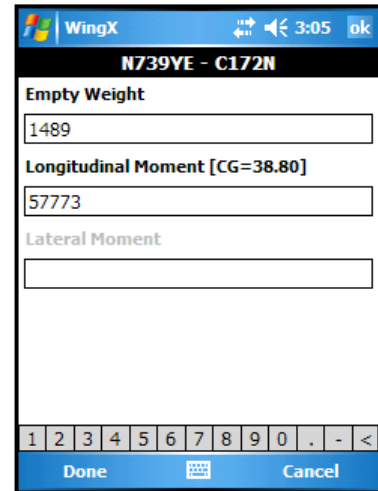 WingX 3:05 ok
N739YE - C172N
Empty Weight
1489
Longitudinal Moment [CG=38.80]
57773
Lateral Moment
1 2 3 4 5 6 7 8 9 0 . - <
Done Cancel